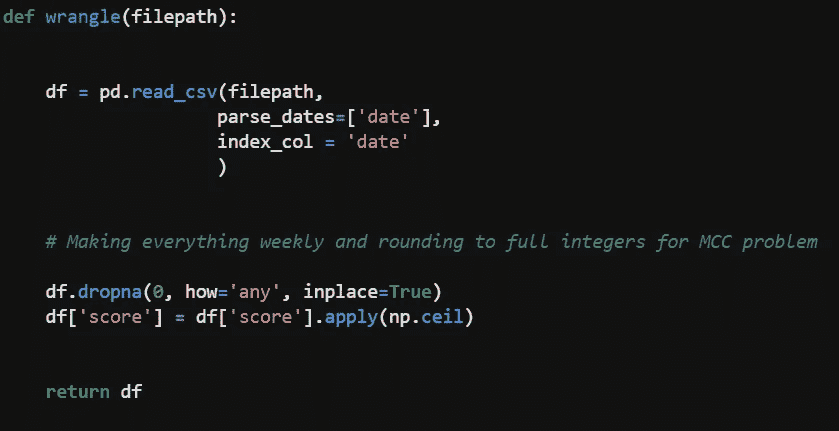 def wrangle(filepath):
    df = pd.read_csv(filepath,
                     parse_dates=['date'],
                     index_col = 'date'
                     )
    # Making everything weekly and rounding to full integers for MCC problem
    df.dropna(0, how='any', inplace=True)
    df['score'] = df['score'].apply(np.ceil)
    return df